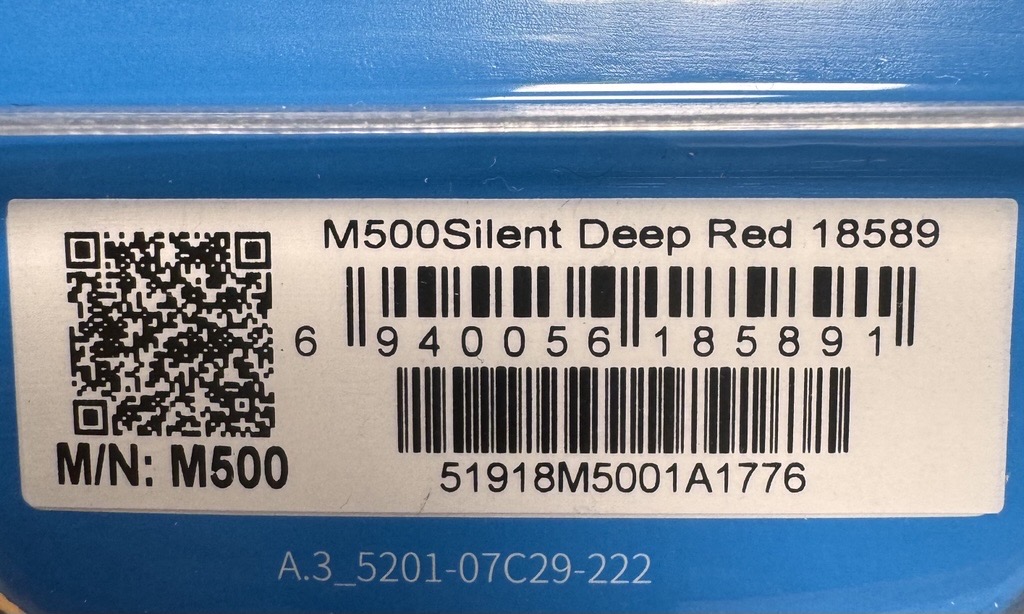 M500Silent Deep Red 18589
6 940056 185891
M/N: M500
51918M5001A1776
A.3_5201-07C29-222